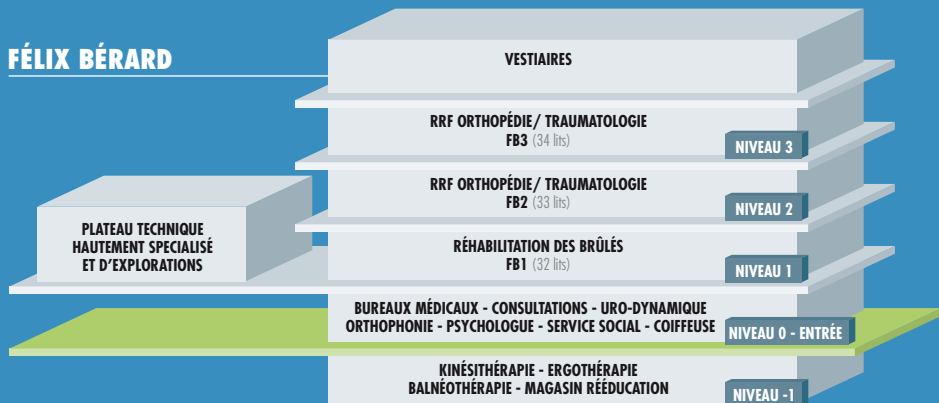 FÉLIX BÉRARD
VESTIAIRES
RRF ORTHOPÉDIE/ TRAUMATOLOGIE
FB3 (34 lits)
NIVEAU 3
RRF ORTHOPÉDIE/ TRAUMATOLOGIE
FB2 (33 lits)
NIVEAU 2
PLATEAU TECHNIQUE
HAUTEMENT SPECIALISÉ
ET D'EXPLORATIONS
RÉHABILITATION DES BRÛLÉS
FB1 (32 lits)
NIVEAU 1
BUREAUX MÉDICAUX - CONSULTATIONS - URO-DYNAMIQUE
ORTHOPHONIE - PSYCHOLOGUE - SERVICE SOCIAL - COIFFEUSE
NIVEAU 0 - ENTRÉE
KINÉSITHÉRAPIE - ERGOTHÉRAPIE
BALNÉOTHÉRAPIE - MAGASIN RÉÉDUCATION
NIVEAU -1